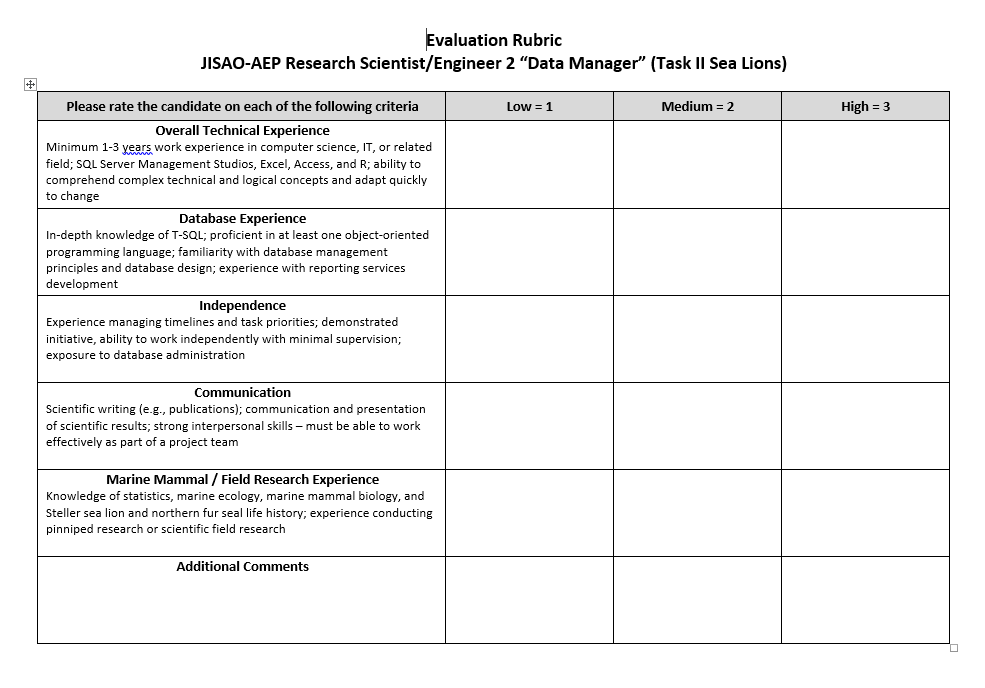 Evaluation Rubric
JISAO-AEP Research Scientist/Engineer 2 “Data Manager” (Task II Sea Lions)
Please rate the candidate on each of the following criteria
Low = 1
Medium = 2
High = 3
Overall Technical Experience
Minimum 1-3 years work experience in computer science, IT, or related
field; SQL Server Management Studios, Excel, Access, and R; ability to
comprehend complex technical and logical concepts and adapt quickly
to change
Database Experience
In-depth knowledge of T-SQL; proficient in at least one object-oriented
programming language; familiarity with database management
principles and database design; experience with reporting services
development
Independence
Experience managing timelines and task priorities; demonstrated
initiative, ability to work independently with minimal supervision;
exposure to database administration
Communication
Scientific writing (e.g., publications); communication and presentation
of scientific results; strong interpersonal skills – must be able to work
effectively as part of a project team
Marine Mammal / Field Research Experience
Knowledge of statistics, marine ecology, marine mammal biology, and
Steller sea lion and northern fur seal life history; experience conducting
pinniped research or scientific field research
Additional Comments